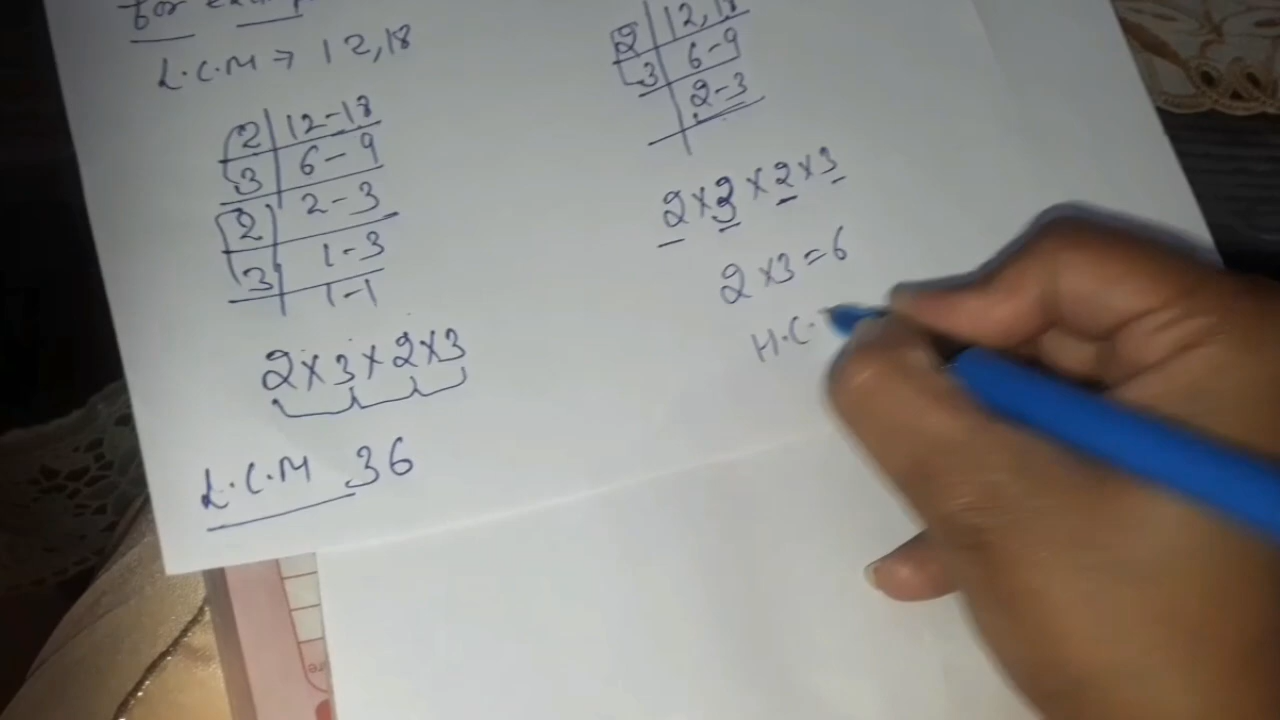 for
L.C.M → 12,18
2 | 12-18
3 | 6-9
2 | 2-3
3 | 1-3
1-1
2×3×2×3
L.C.M 36
2 | 12,18
3 | 6-9
2-3
2×3×2×3
2×3=6
H.C.